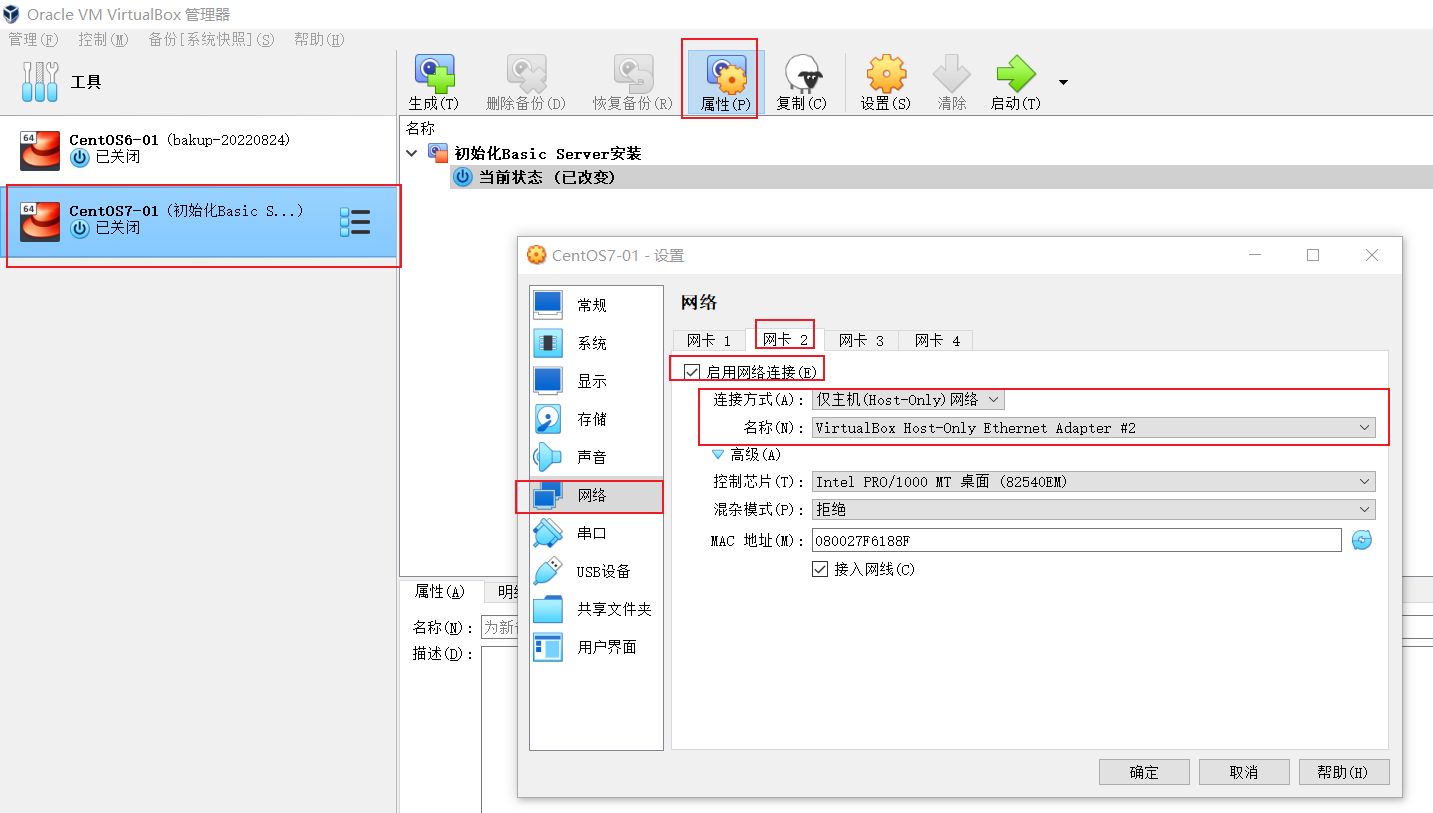 Oracle VM VirtualBox 管理器
管理(F) 控制(M) 备份[系统快照](S) 帮助(H)
工具
生成(T) 删除备份(D) 恢复备份(R) 属性(P) 复制(C) 设置(S) 清除 启动(T)
64 CentOS6-01 (bakup-20220824)
已关闭
64 CentOS7-01 (初始化Basic S...)
已关闭
名称
初始化Basic Server安装
当前状态 (已改变)
CentOS7-01 - 设置
常规
系统
显示
存储
声音
网络
串口
USB设备
共享文件夹
用户界面
网络
网卡 1 网卡 2 网卡 3 网卡 4
启用网络连接(E)
连接方式(A): 仅主机(Host-Only)网络
名称(N): VirtualBox Host-Only Ethernet Adapter #2
高级(A)
控制芯片(T): Intel PRO/1000 MT 桌面 (82540EM)
混杂模式(P): 拒绝
MAC 地址(M): 080027F6188F
接入网线(C)
确定 取消 帮助(H)
属性(A)
名称(N): 为新
描述(D):